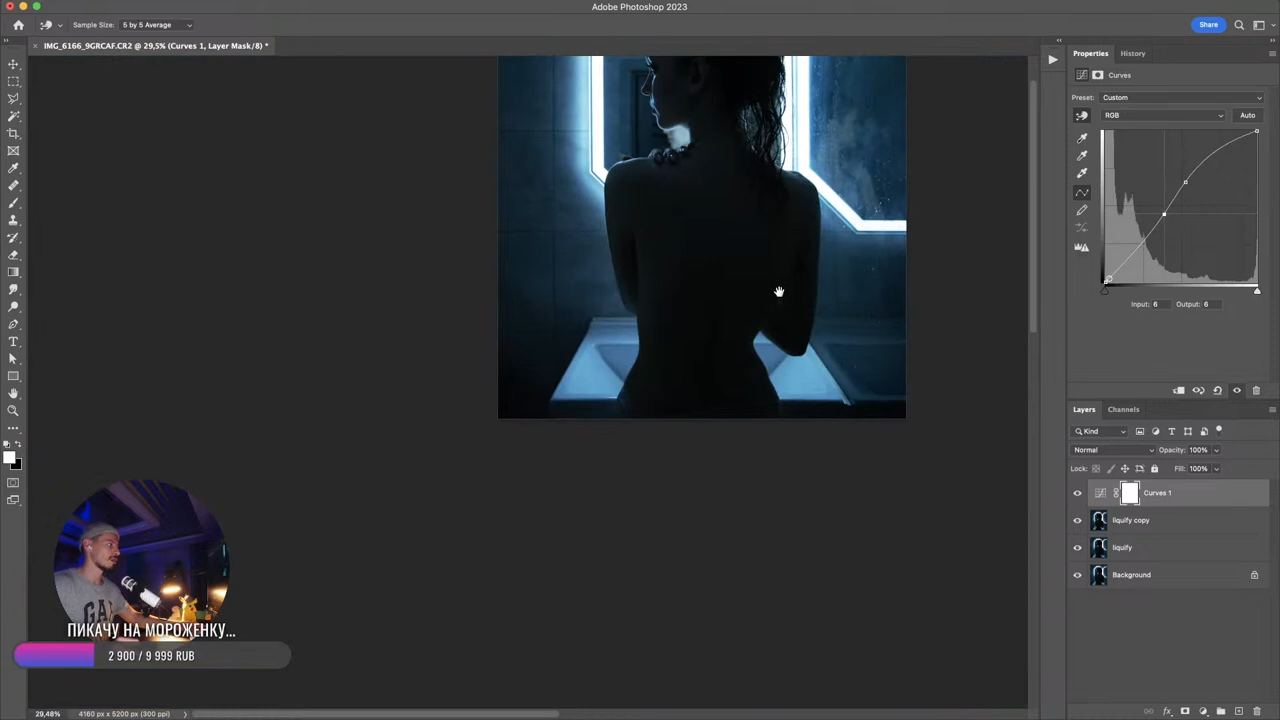 Adobe Photoshop 2023
Sample Size: 5 by 5 Average
Share
IMG_6166_9GRCAF.CR2 @ 29,5% (Curves 1, Layer Mask/8) *
Properties
History
Curves
Preset: Custom
RGB
Auto
Input: 6
Output: 6
Layers
Channels
Kind
Normal
Opacity: 100%
Lock:
Fill: 100%
Curves 1
liquify copy
liquify
Background
ПИКАЧУ НА МОРОЖЕНКУ...
2 900 / 9 999 RUB
29,48%
4160 px x 5200 px (300 ppi)